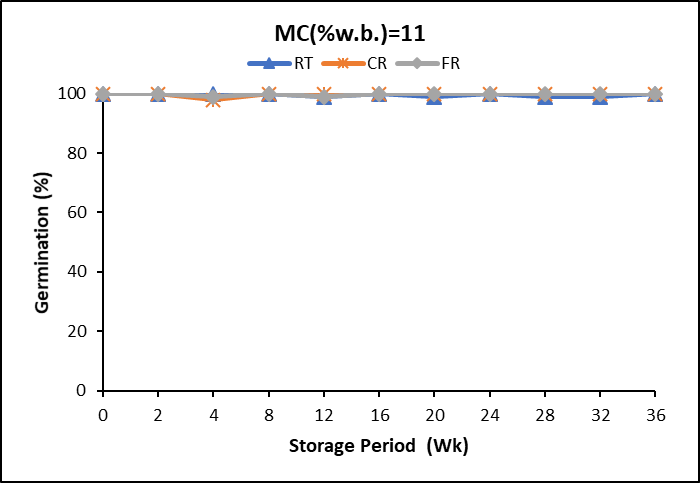 MC(%w.b.)=11
RT CR FR
100
80
60
40
20
0
Germination (%)
0 2 4 8 12 16 20 24 28 32 36
Storage Period (Wk)